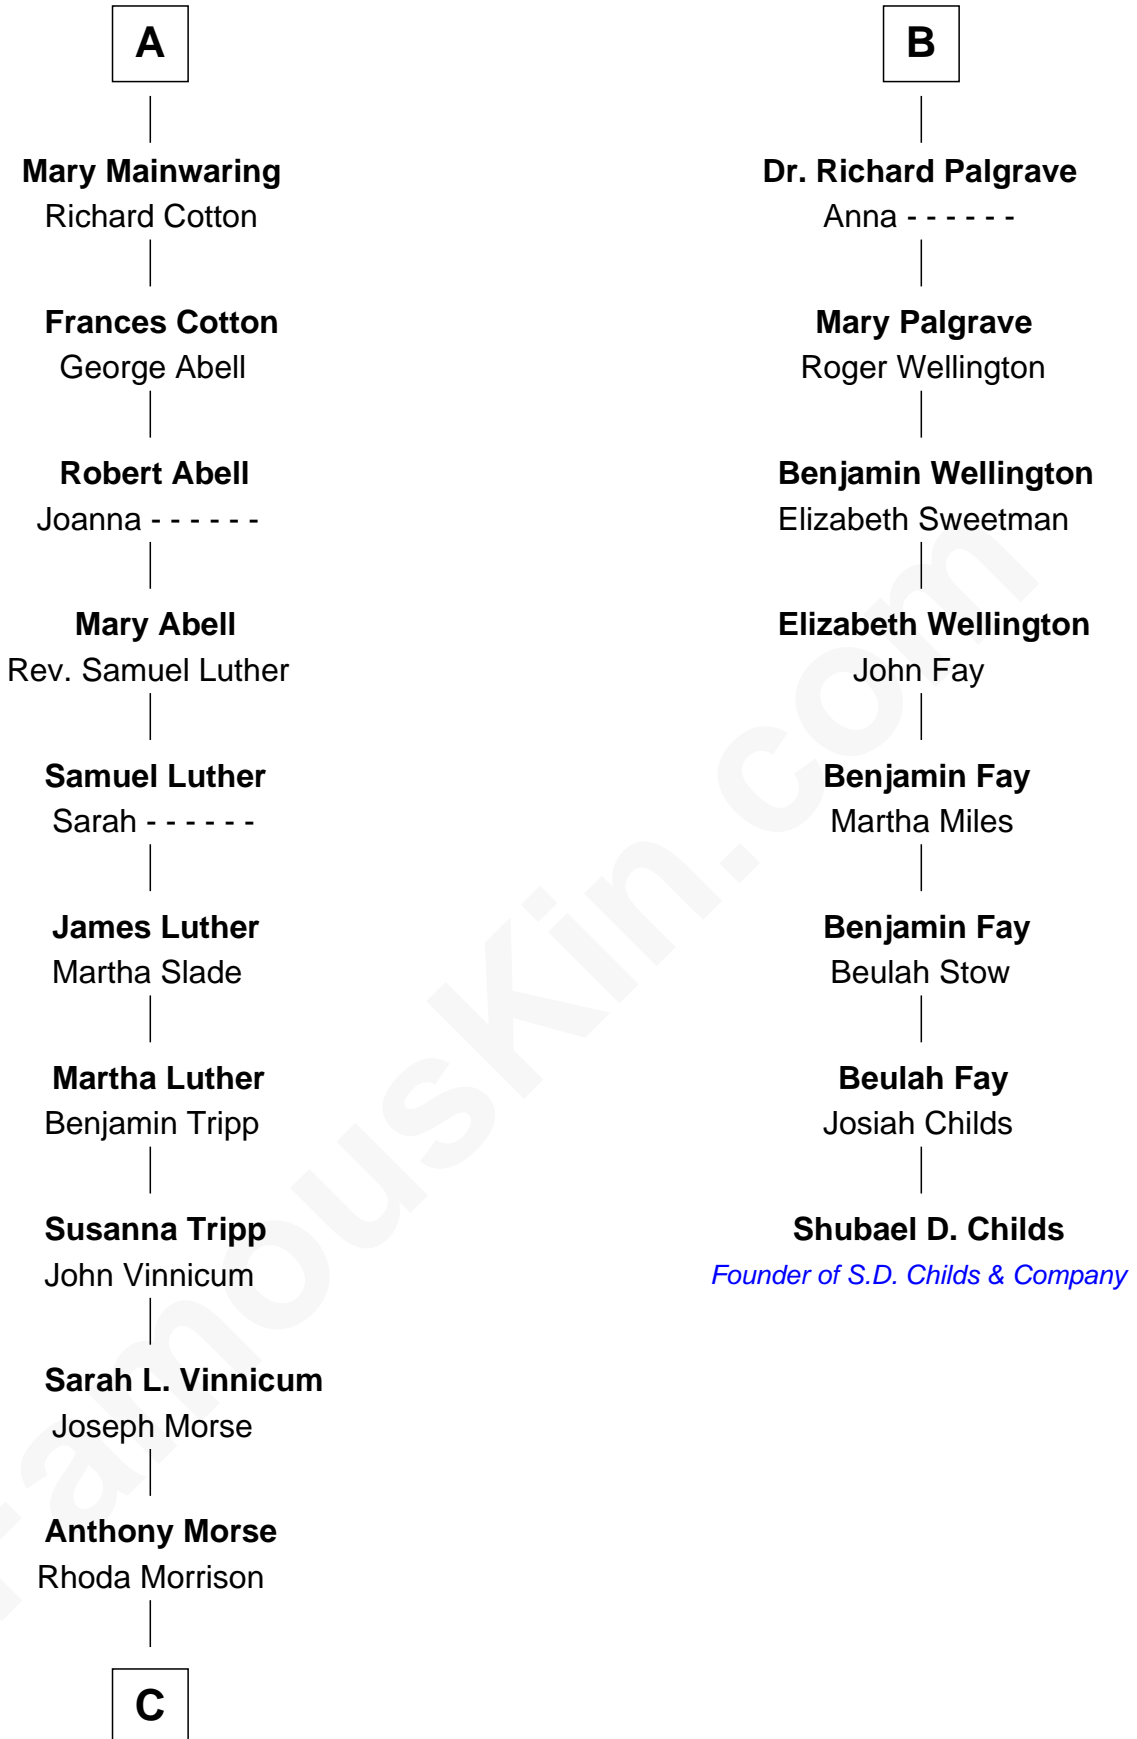 A
Mary Mainwaring
Richard Cotton
Frances Cotton
George Abell
Robert Abell
Joanna - - - - - -
Mary Abell
Rev. Samuel Luther
Samuel Luther
Sarah - - - - - -
James Luther
Martha Slade
Martha Luther
Benjamin Tripp
Susanna Tripp
John Vinnicum
Sarah L. Vinnicum
Joseph Morse
Anthony Morse
Rhoda Morrison
C
B
Dr. Richard Palgrave
Anna - - - - - -
Mary Palgrave
Roger Wellington
Benjamin Wellington
Elizabeth Sweetman
Elizabeth Wellington
John Fay
Benjamin Fay
Martha Miles
Benjamin Fay
Beulah Stow
Beulah Fay
Josiah Childs
Shubael D. Childs
Founder of S.D. Childs & Company
FamousKin.com